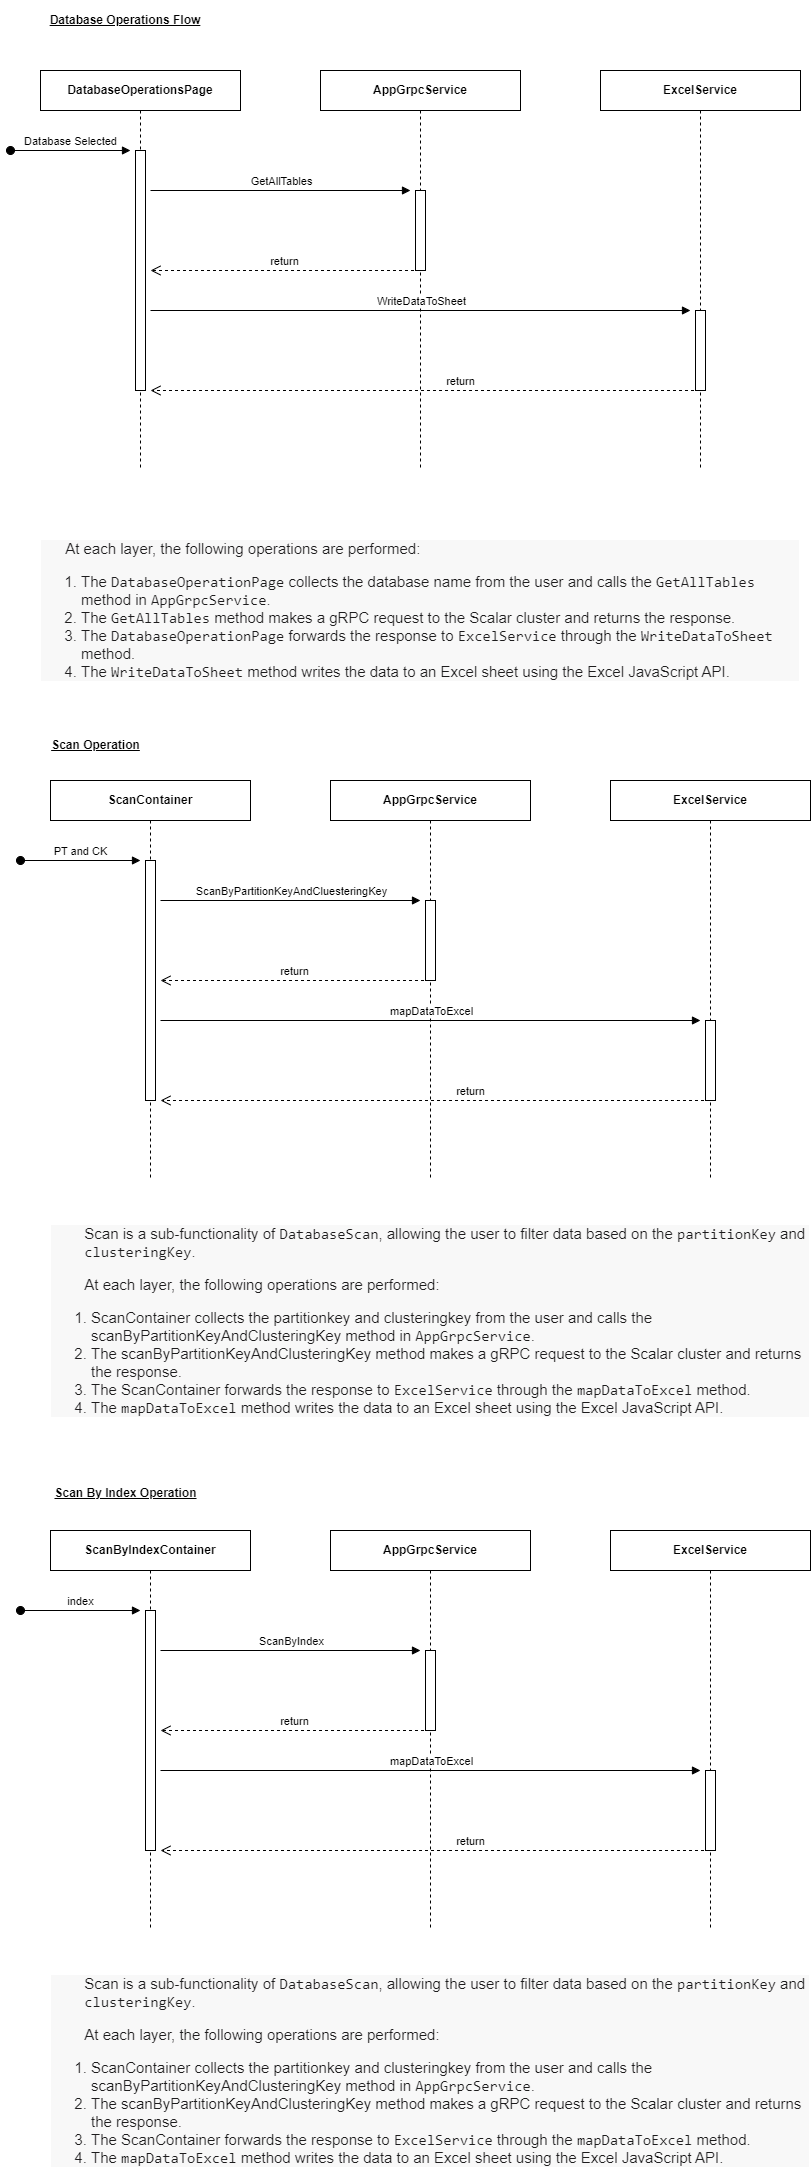 Database Operations Flow
DatabaseOperationsPage
AppGrpcService
ExcelService
Database Selected
GetAllTables
return
WriteDataToSheet
return
At each layer, the following operations are performed:
1. The DatabaseOperationPage collects the database name from the user and calls the GetAllTables
method in AppGrpcService.
2. The GetAllTables method makes a gRPC request to the Scalar cluster and returns the response.
3. The DatabaseOperationPage forwards the response to ExcelService through the WriteDataToSheet
method.
4. The WriteDataToSheet method writes the data to an Excel sheet using the Excel JavaScript API.
Scan Operation
ScanContainer
AppGrpcService
ExcelService
PT and CK
ScanByPartitionKeyAndCluesteringKey
return
mapDataToExcel
return
Scan is a sub-functionality of DatabaseScan, allowing the user to filter data based on the partitionKey and
clusteringKey.
At each layer, the following operations are performed:
1. ScanContainer collects the partitionkey and clusteringkey from the user and calls the
scanByPartitionKeyAndClusteringKey method in AppGrpcService.
2. The scanByPartitionKeyAndClusteringKey method makes a gRPC request to the Scalar cluster and returns
the response.
3. The ScanContainer forwards the response to ExcelService through the mapDataToExcel method.
4. The mapDataToExcel method writes the data to an Excel sheet using the Excel JavaScript API.
Scan By Index Operation
ScanByIndexContainer
AppGrpcService
ExcelService
index
ScanByIndex
return
mapDataToExcel
return
Scan is a sub-functionality of DatabaseScan, allowing the user to filter data based on the partitionKey and
clusteringKey.
At each layer, the following operations are performed:
1. ScanContainer collects the partitionkey and clusteringkey from the user and calls the
scanByPartitionKeyAndClusteringKey method in AppGrpcService.
2. The scanByPartitionKeyAndClusteringKey method makes a gRPC request to the Scalar cluster and returns
the response.
3. The ScanContainer forwards the response to ExcelService through the mapDataToExcel method.
4. The mapDataToExcel method writes the data to an Excel sheet using the Excel JavaScript API.